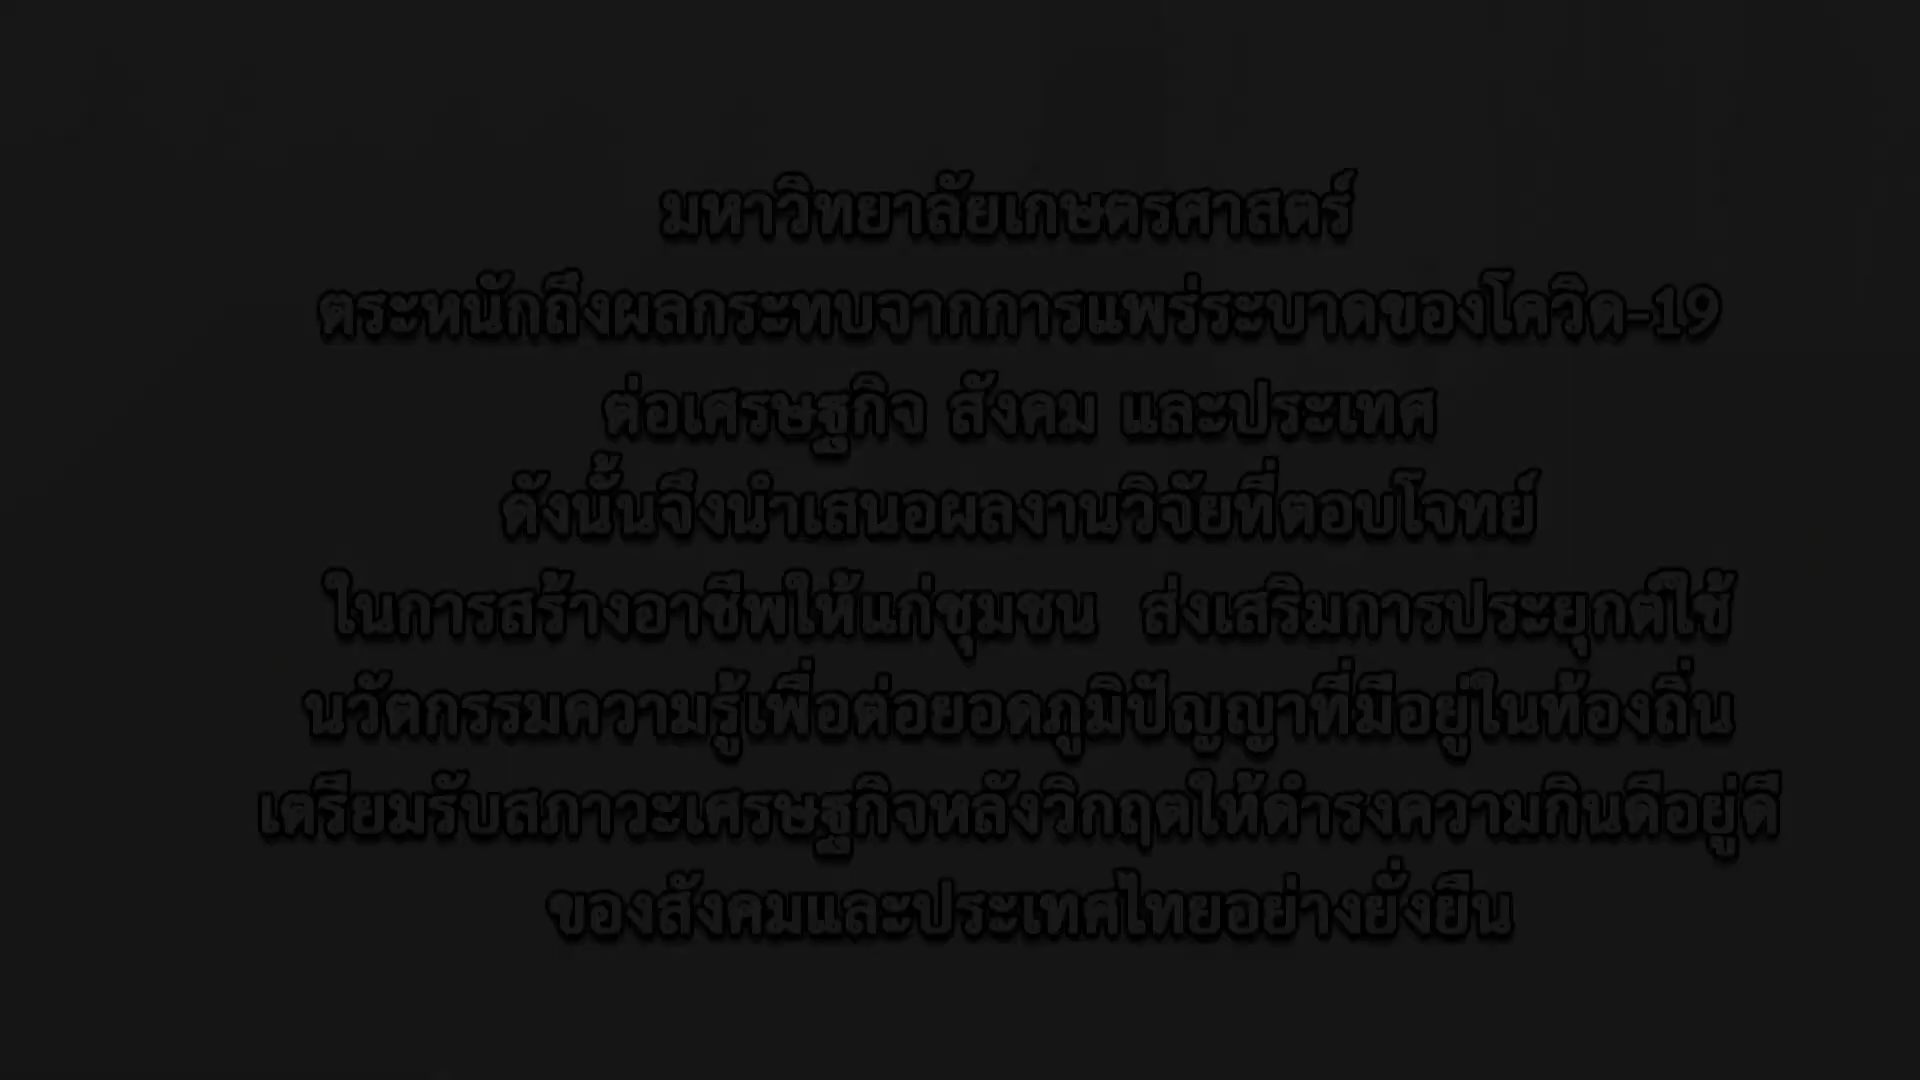 มหาวิทยาลัยเกษตรศาสตร์
ตระหนักถึงผลกระทบจากการแพร่ระบาดของโควิด-19
ต่อเศรษฐกิจ สังคม และประเทศ
ดังนั้นจึงนำเสนอผลงานวิจัยที่ตอบโจทย์
ในการสร้างอาชีพให้แก่ชุมชน ส่งเสริมการประยุกต์ใช้
นวัตกรรมความรู้เพื่อต่อยอดภูมิปัญญาที่มีอยู่ในท้องถิ่น
เตรียมรับสภาวะเศรษฐกิจหลังวิกฤตให้ดำรงความกินดีอยู่ดี
ของสังคมและประเทศไทยอย่างยั่งยืน